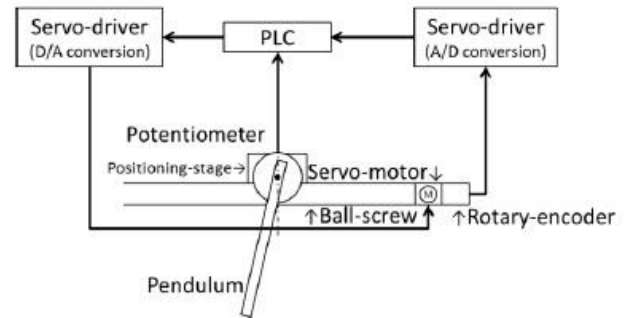 Servo-driver
(D/A conversion)
PLC
Servo-driver
(A/D conversion)
Potentiometer
Positioning-stage→
Servo-motor↓
M
↑Ball-screw
↑Rotary-encoder
Pendulum